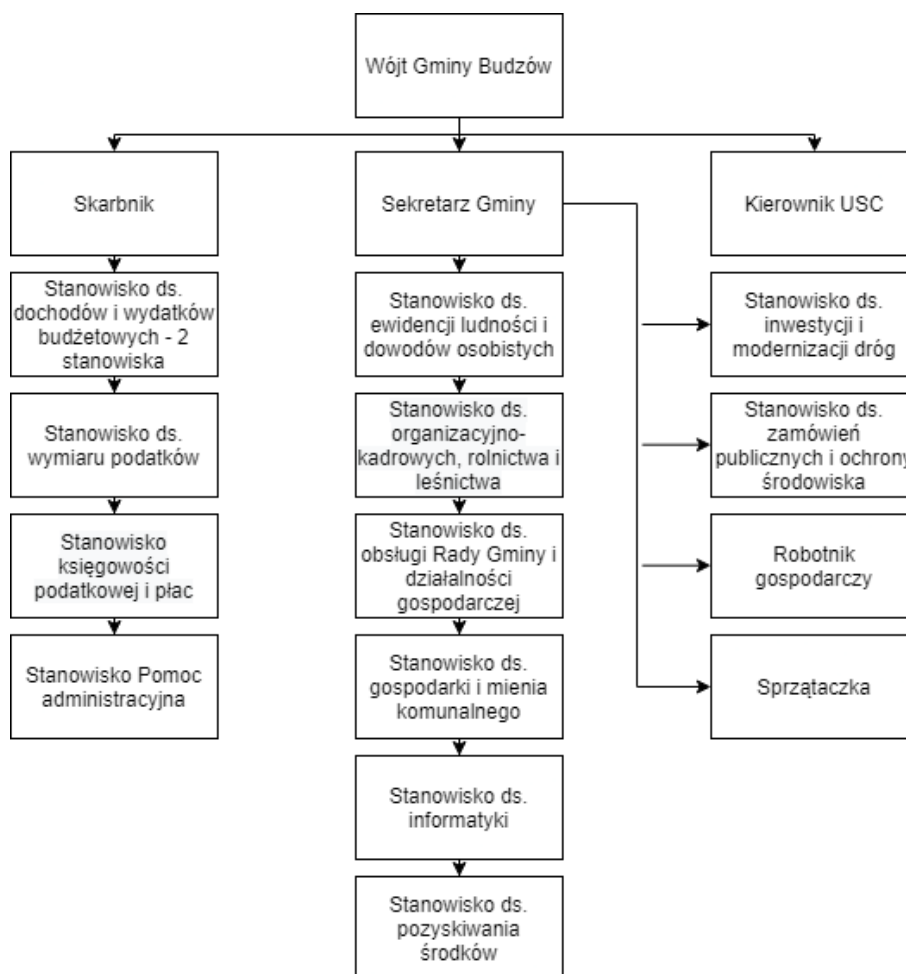 Wójt Gminy Budzów
Skarbnik
Sekretarz Gminy
Kierownik USC
Stanowisko ds.
dochodów i wydatków
budżetowych - 2
stanowiska
Stanowisko ds.
ewidencji ludności i
dowodów osobistych
Stanowisko ds.
inwestycji i
modernizacji dróg
Stanowisko ds.
wymiaru podatków
Stanowisko ds.
organizacyjno-
kadrowych, rolnictwa i
leśnictwa
Stanowisko ds.
zamówień
publicznych i ochrony
środowiska
Stanowisko
księgowości
podatkowej i płac
Stanowisko ds.
obsługi Rady Gminy i
działalności
gospodarczej
Robotnik
gospodarczy
Stanowisko Pomoc
administracyjna
Stanowisko ds.
gospodarki i mienia
komunalnego
Sprzątaczka
Stanowisko ds.
informatyki
Stanowisko ds.
pozyskiwania
środków